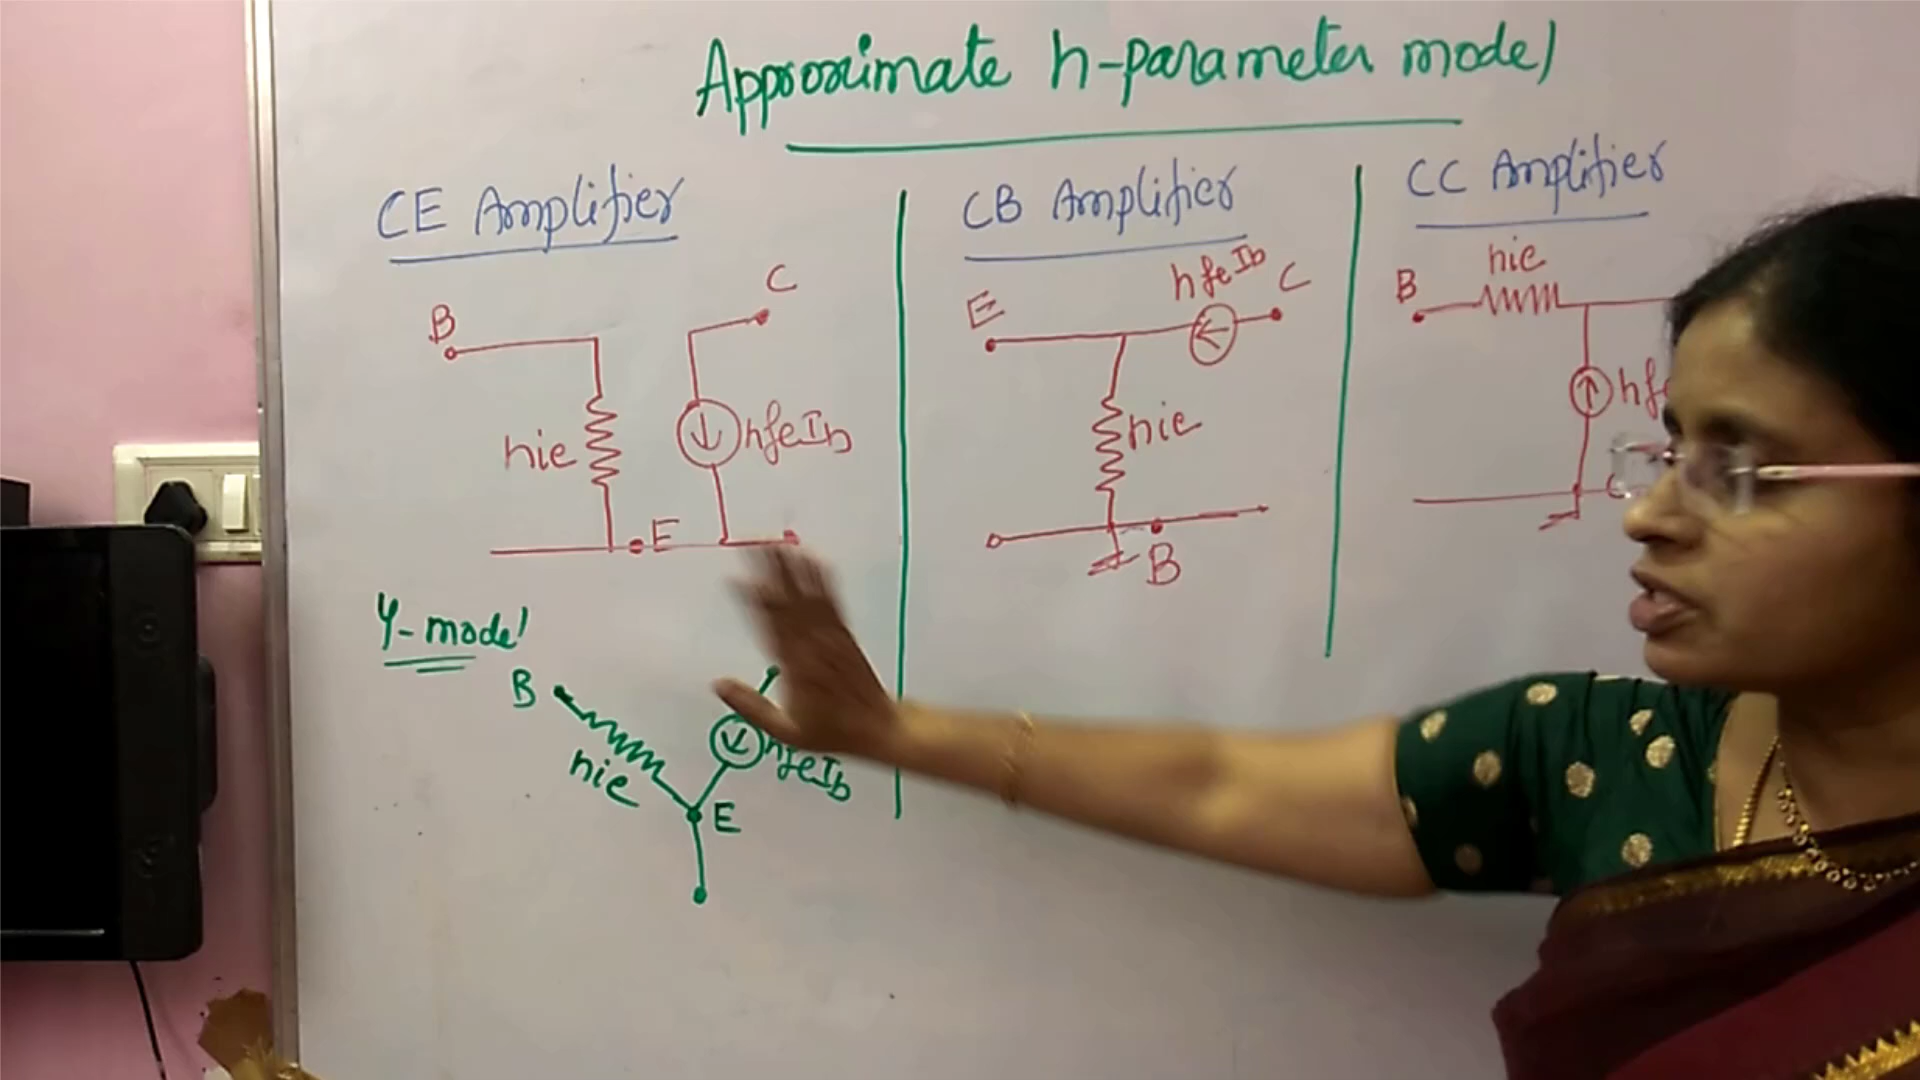 Approximate h-parameter model
CE Amplifier
B
C
hie
hfeIb
E
Y-model
B
hie
hfeIb
E
CB Amplifier
E
hfeIb
C
hie
B
CC Amplifier
hie
B